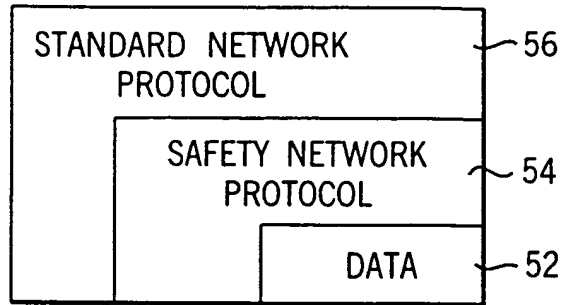 STANDARD NETWORK
PROTOCOL
56
SAFETY NETWORK
PROTOCOL
54
DATA
52